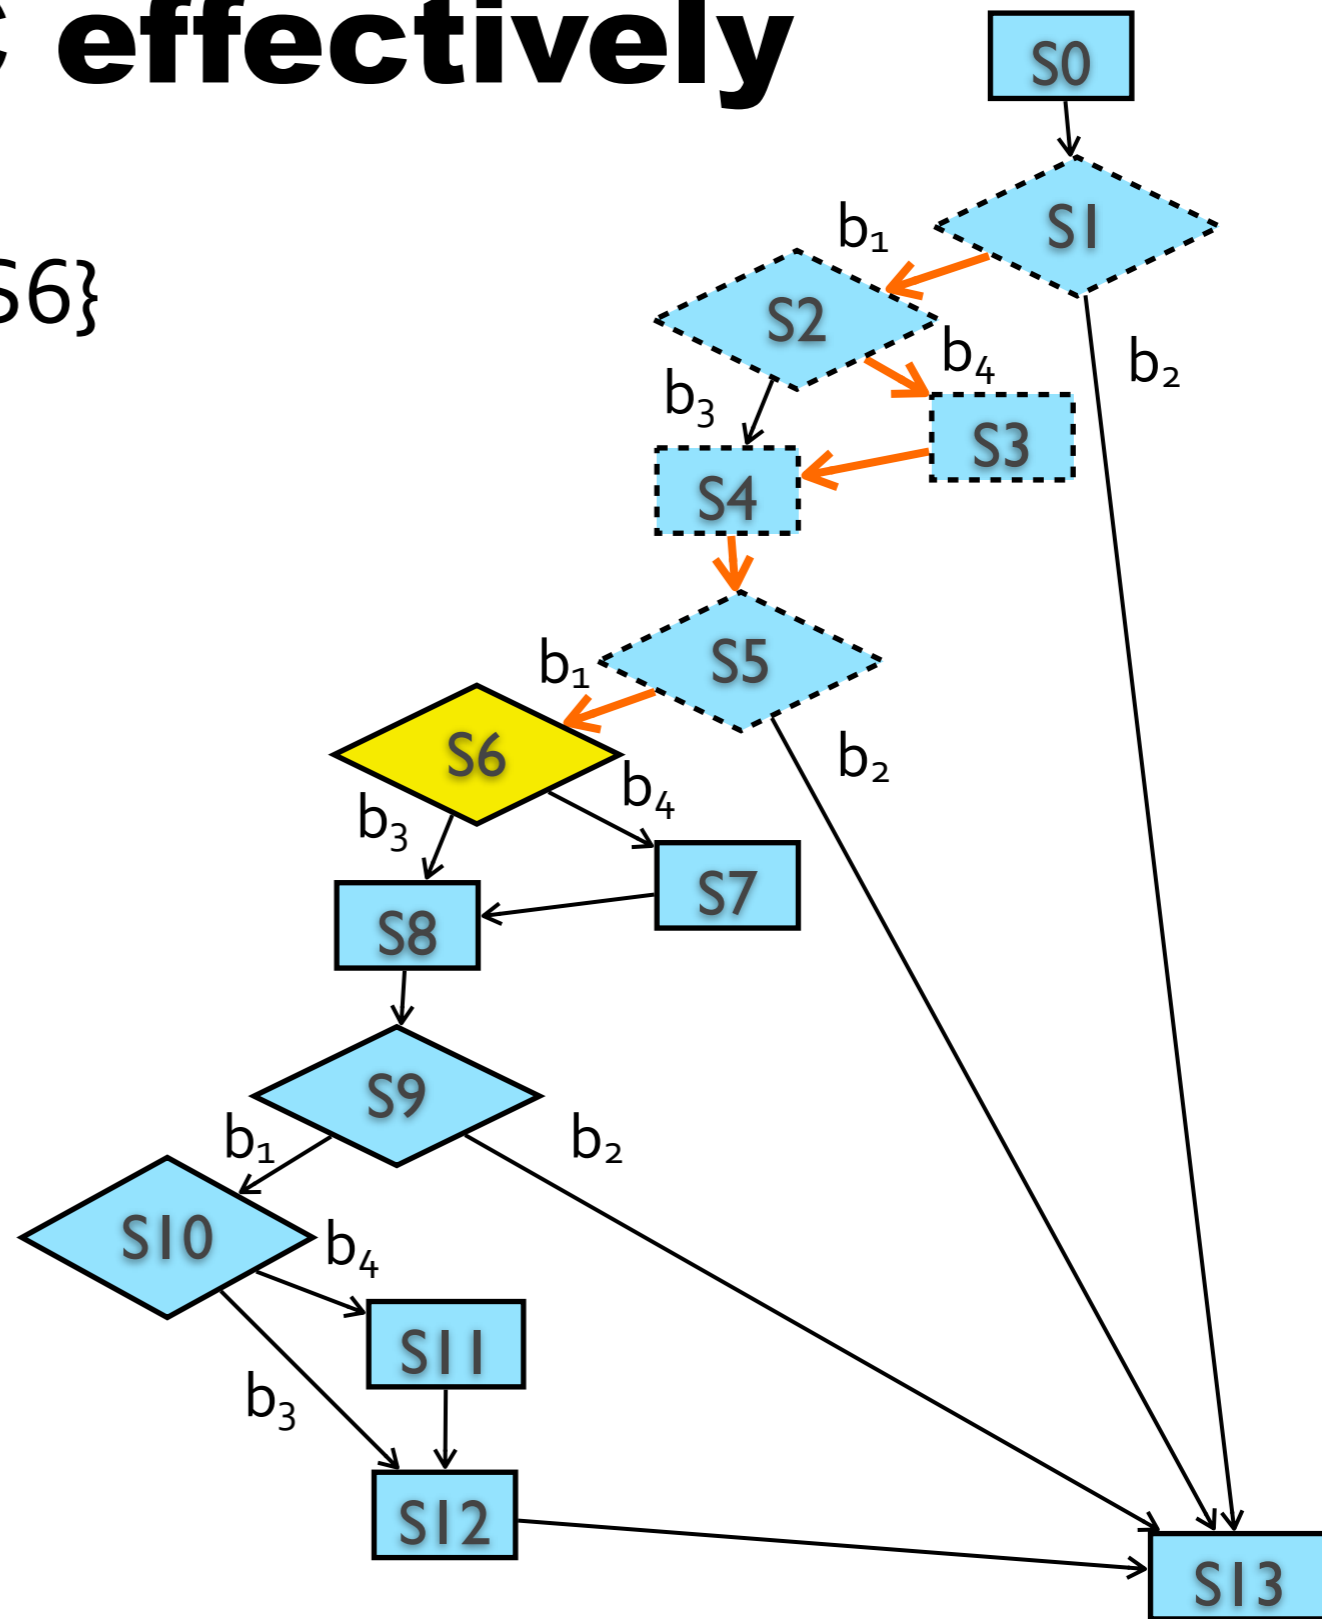 effectively
S0
S1
b₁
S2
b₄
b₂
b₃
S3
S4
S6}
S5
b₁
S6
b₂
b₄
b₃
S7
S8
S9
b₁
b₂
S10
b₄
S11
b₃
S12
S13